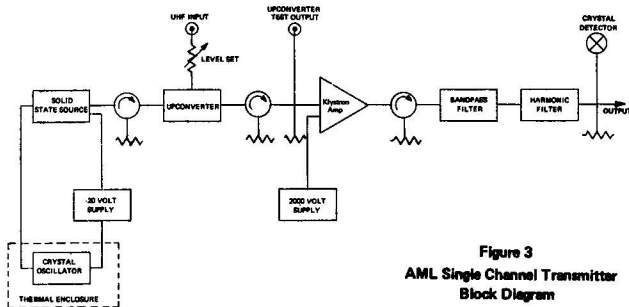 UHF INPUT
LEVEL SET
UPCONVERTER
TEST OUTPUT
CRYSTAL
DETECTOR
SOLID
STATE SOURCE
UPCONVERTER
Klystron
Amp
BANDPASS
FILTER
HARMONIC
FILTER
OUTPUT
-20 VOLT
SUPPLY
2000 VOLT
SUPPLY
CRYSTAL
OSCILLATOR
THERMAL ENCLOSURE
Figure 3
AML Single Channel Transmitter
Block Diagram